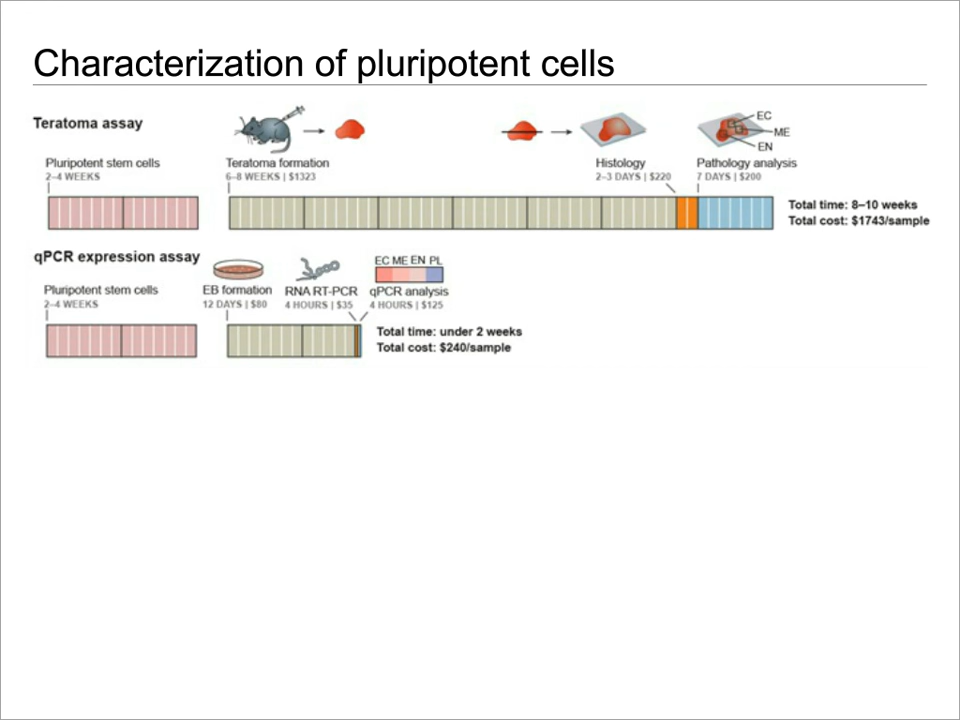 Characterization of pluripotent cells
Teratoma assay
EC
ME
EN
Pluripotent stem cells
2–4 WEEKS
Teratoma formation
6–8 WEEKS | $1323
Histology
2–3 DAYS | $220
Pathology analysis
7 DAYS | $200
Total time: 8–10 weeks
Total cost: $1743/sample
qPCR expression assay
EC ME EN PL
Pluripotent stem cells
2–4 WEEKS
EB formation
12 DAYS | $80
RNA RT-PCR
4 HOURS | $35
qPCR analysis
4 HOURS | $125
Total time: under 2 weeks
Total cost: $240/sample